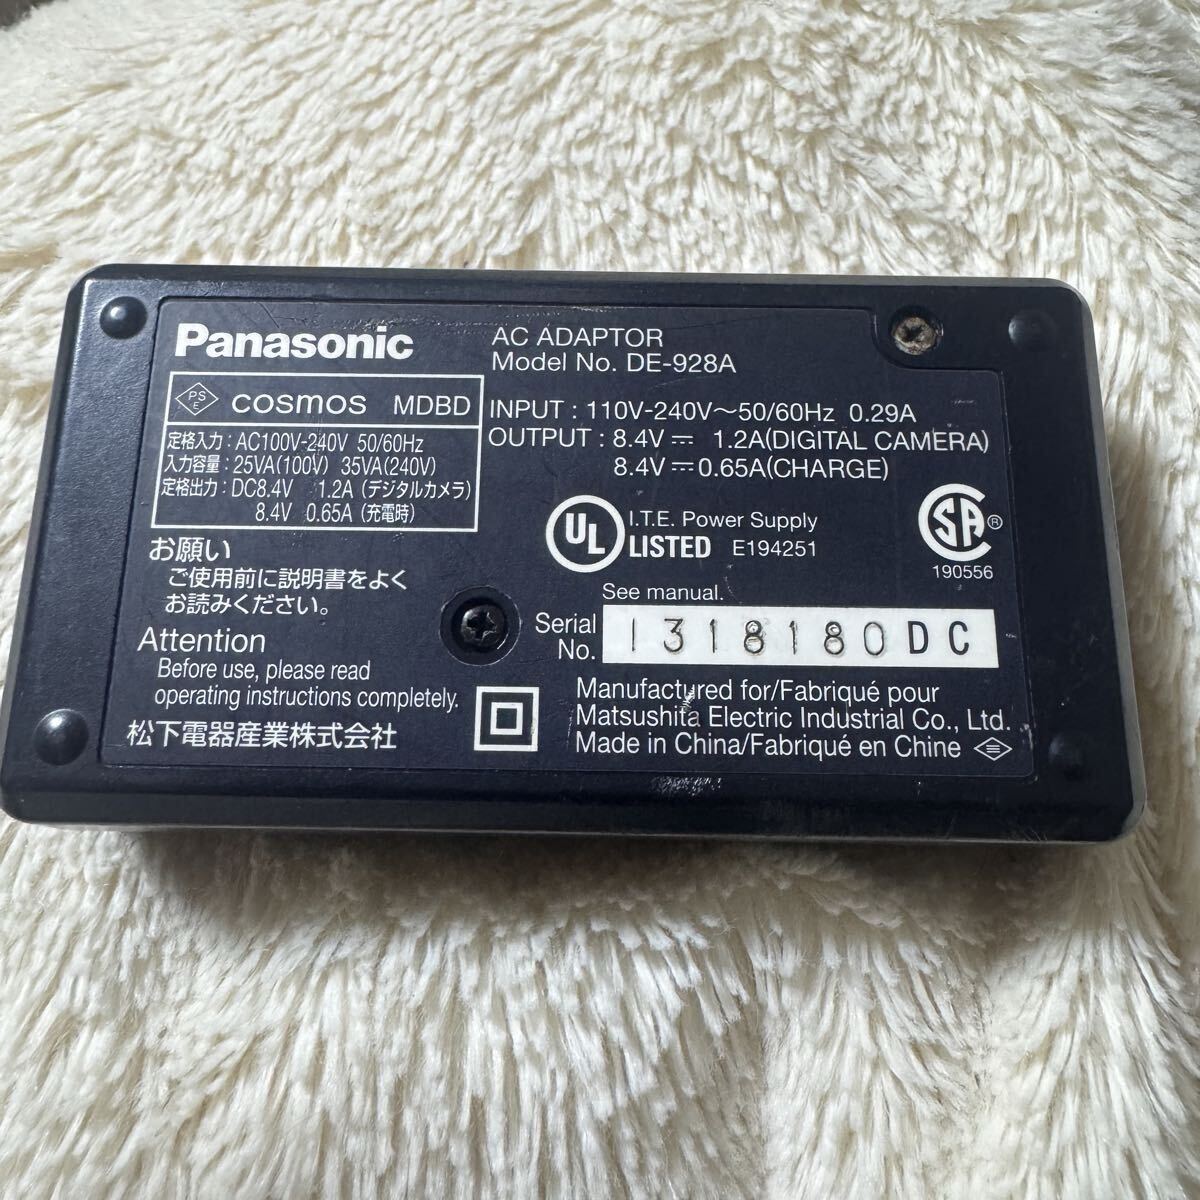 Panasonic
AC ADAPTOR
Model No. DE-928A
PS
E
COSMOS MDBD
定格入力：AC100V-240V 50/60Hz
入力容量：25VA(100V) 35VA(240V)
定格出力：DC8.4V 1.2A（デジタルカメラ）
8.4V 0.65A（充電時）
INPUT : 110V-240V～50/60Hz 0.29A
OUTPUT : 8.4V ⎓ 1.2A(DIGITAL CAMERA)
8.4V ⎓ 0.65A(CHARGE)
お願い
ご使用前に説明書をよく
お読みください。
Attention
Before use, please read
operating instructions completely.
松下電器産業株式会社
UL
I.T.E. Power Supply
LISTED E194251
SA ®
190556
See manual.
Serial
No. 1318180DC
Manufactured for/Fabriqué pour
Matsushita Electric Industrial Co., Ltd.
Made in China/Fabriqué en Chine